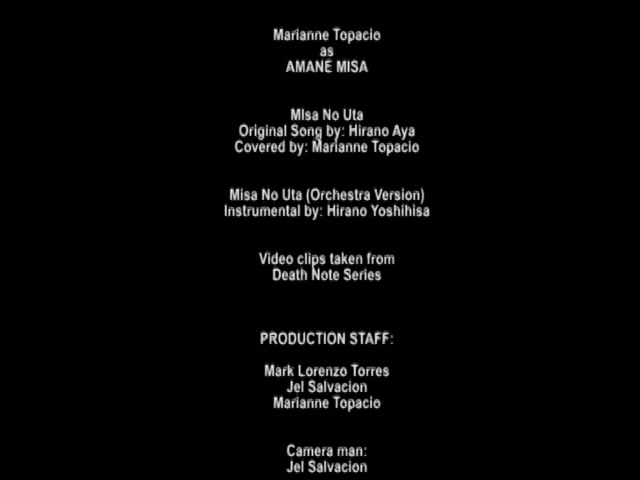 Marianne Topacio
as
AMANE MISA
Misa No Uta
Original Song by: Hirano Aya
Covered by: Marianne Topacio
Misa No Uta (Orchestra Version)
Instrumental by: Hirano Yoshihisa
Video clips taken from
Death Note Series
PRODUCTION STAFF:
Mark Lorenzo Torres
Jel Salvacion
Marianne Topacio
Camera man:
Jel Salvacion